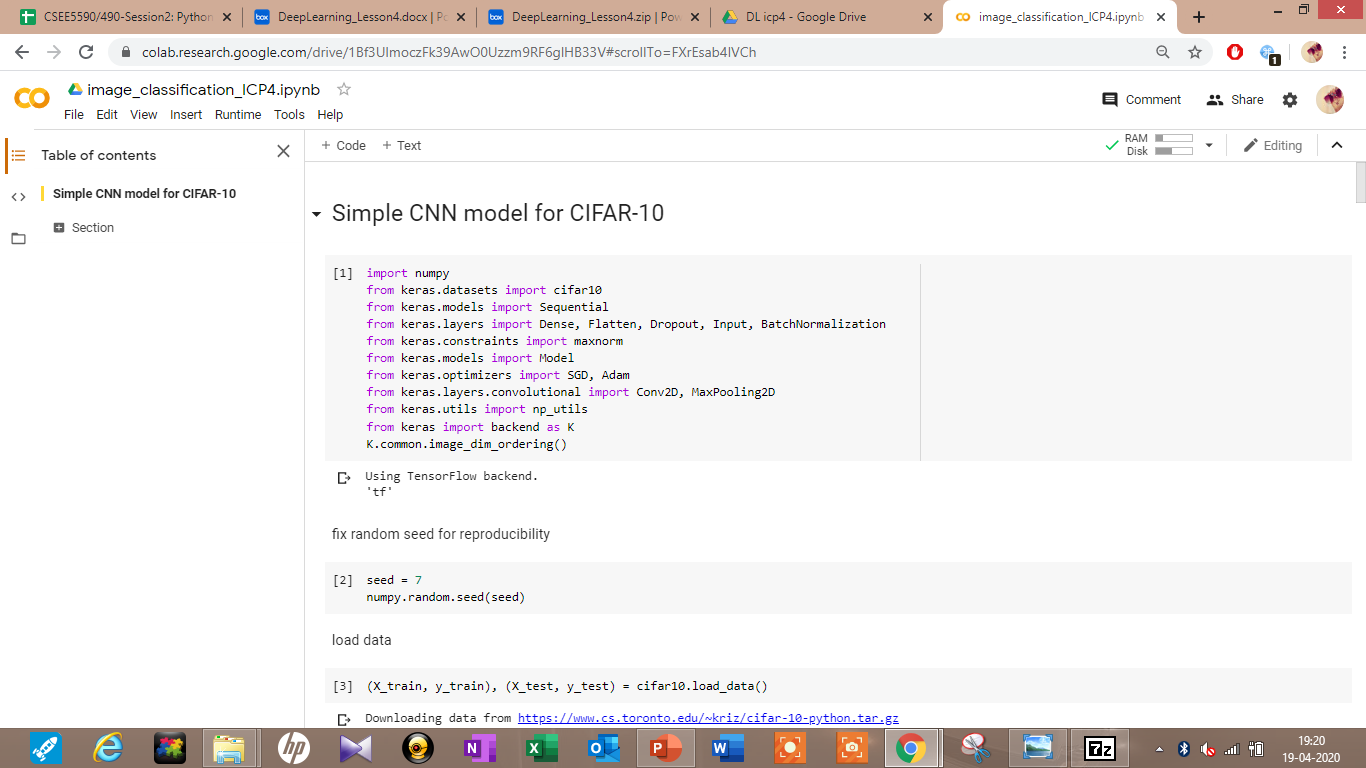 CSEE5590/490-Session2: Python
DeepLearning_Lesson4.docx | Po
DeepLearning_Lesson4.zip | Pow
DL icp4 - Google Drive
image_classification_ICP4.ipynb
colab.research.google.com/drive/1Bf3UlmoczFk39AwO0Uzzm9RF6glHB33V#scrollTo=FXrEsab4IVCh
1
image_classification_ICP4.ipynb
File Edit View Insert Runtime Tools Help
Comment Share
Table of contents
+ Code + Text
RAM
Disk
Editing
Simple CNN model for CIFAR-10
Section
Simple CNN model for CIFAR-10
[1] import numpy
from keras.datasets import cifar10
from keras.models import Sequential
from keras.layers import Dense, Flatten, Dropout, Input, BatchNormalization
from keras.constraints import maxnorm
from keras.models import Model
from keras.optimizers import SGD, Adam
from keras.layers.convolutional import Conv2D, MaxPooling2D
from keras.utils import np_utils
from keras import backend as K
K.common.image_dim_ordering()
Using TensorFlow backend.
'tf'
fix random seed for reproducibility
[2] seed = 7
numpy.random.seed(seed)
load data
[3] (X_train, y_train), (X_test, y_test) = cifar10.load_data()
Downloading data from https://www.cs.toronto.edu/~kriz/cifar-10-python.tar.gz
19:20
19-04-2020